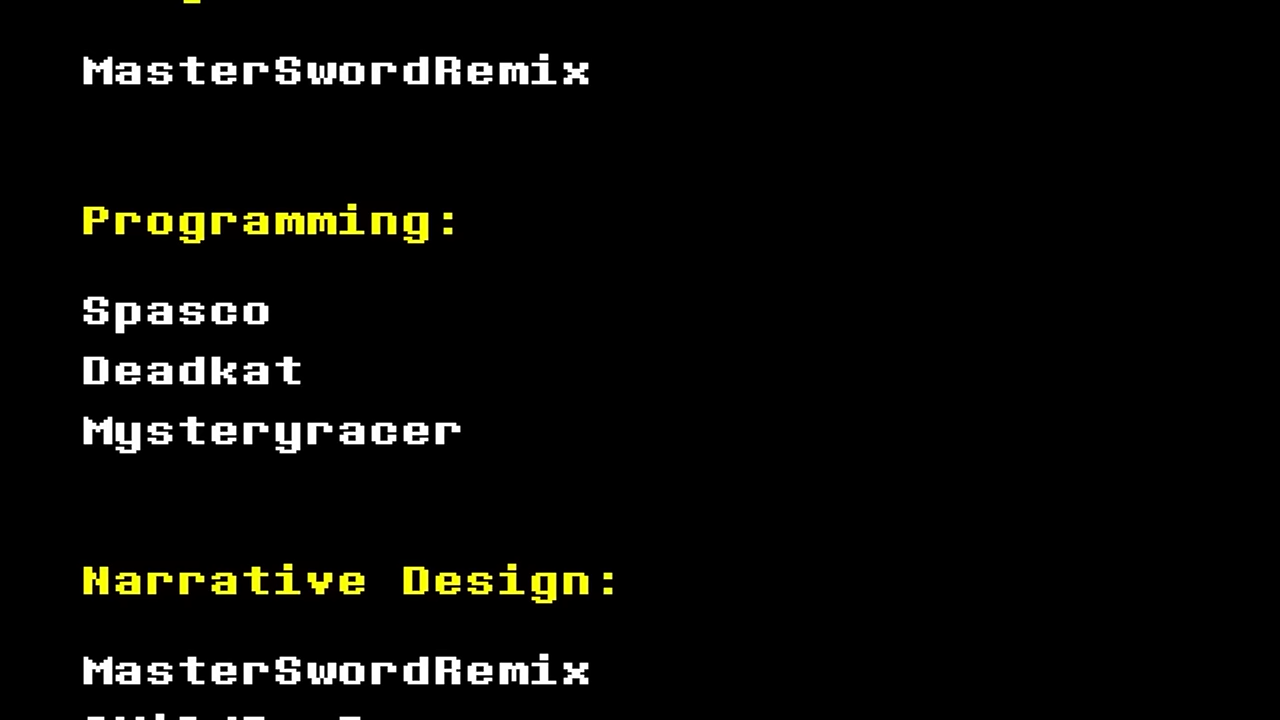 MasterSwordRemix
Programming:
Spasco
Deadkat
Mysteryracer
Narrative Design:
MasterSwordRemix